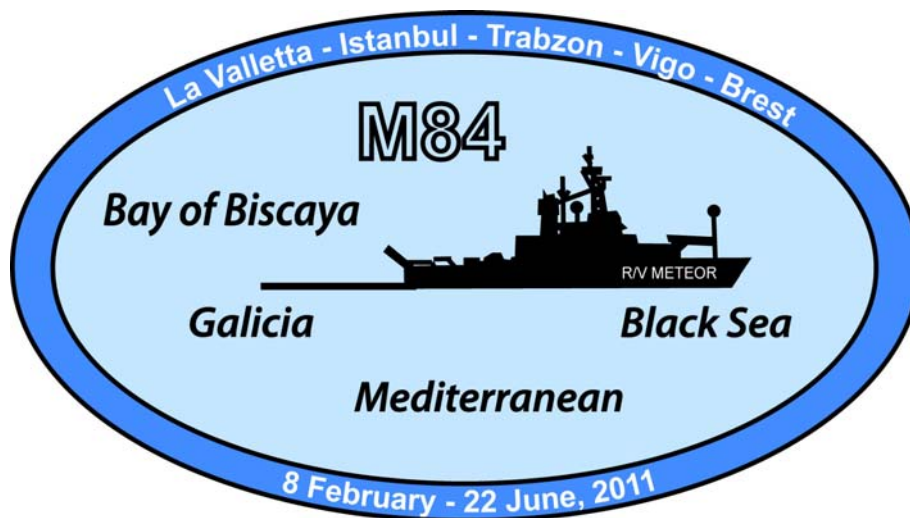 La Valletta - Istanbul - Trabzon - Vigo - Brest
M84
Bay of Biscaya
R/V METEOR
Galicia
Black Sea
Mediterranean
8 February - 22 June, 2011